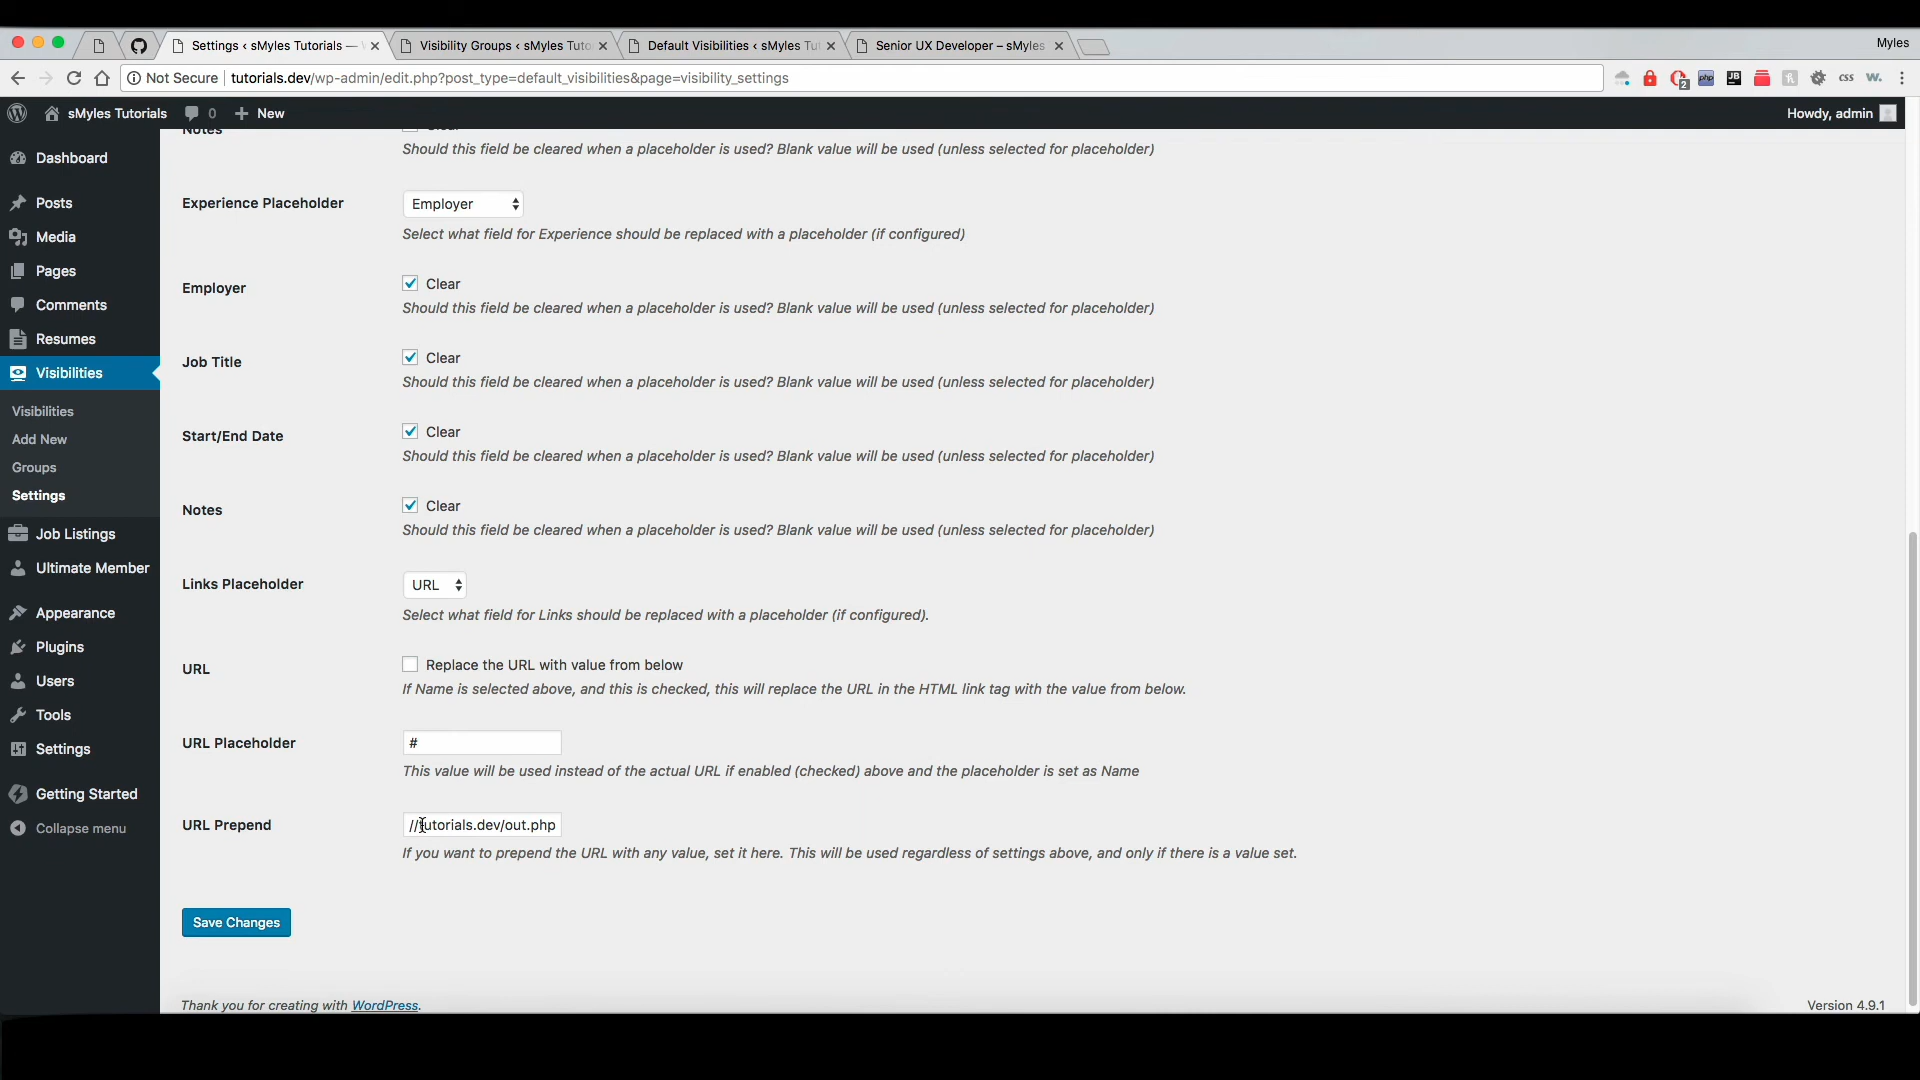 Settings ‹ sMyles Tutorials —
Visibility Groups ‹ sMyles Tuto
Default Visibilities ‹ sMyles Tut
Senior UX Developer – sMyles
Myles
Not Secure
tutorials.dev/wp-admin/edit.php?post_type=default_visibilities&page=visibility_settings
php
JB
css
w.
2
sMyles Tutorials
0
New
Howdy, admin
Dashboard
Posts
Media
Pages
Comments
Resumes
Visibilities
Visibilities
Add New
Groups
Settings
Job Listings
Ultimate Member
Appearance
Plugins
Users
Tools
Settings
Getting Started
Collapse menu
Notes
Clear
Should this field be cleared when a placeholder is used? Blank value will be used (unless selected for placeholder)
Experience Placeholder
Employer
Select what field for Experience should be replaced with a placeholder (if configured)
Employer
Clear
Should this field be cleared when a placeholder is used? Blank value will be used (unless selected for placeholder)
Job Title
Clear
Should this field be cleared when a placeholder is used? Blank value will be used (unless selected for placeholder)
Start/End Date
Clear
Should this field be cleared when a placeholder is used? Blank value will be used (unless selected for placeholder)
Notes
Clear
Should this field be cleared when a placeholder is used? Blank value will be used (unless selected for placeholder)
Links Placeholder
URL
Select what field for Links should be replaced with a placeholder (if configured).
URL
Replace the URL with value from below
If Name is selected above, and this is checked, this will replace the URL in the HTML link tag with the value from below.
URL Placeholder
#
This value will be used instead of the actual URL if enabled (checked) above and the placeholder is set as Name
URL Prepend
//tutorials.dev/out.php
If you want to prepend the URL with any value, set it here. This will be used regardless of settings above, and only if there is a value set.
Save Changes
Thank you for creating with WordPress.
Version 4.9.1